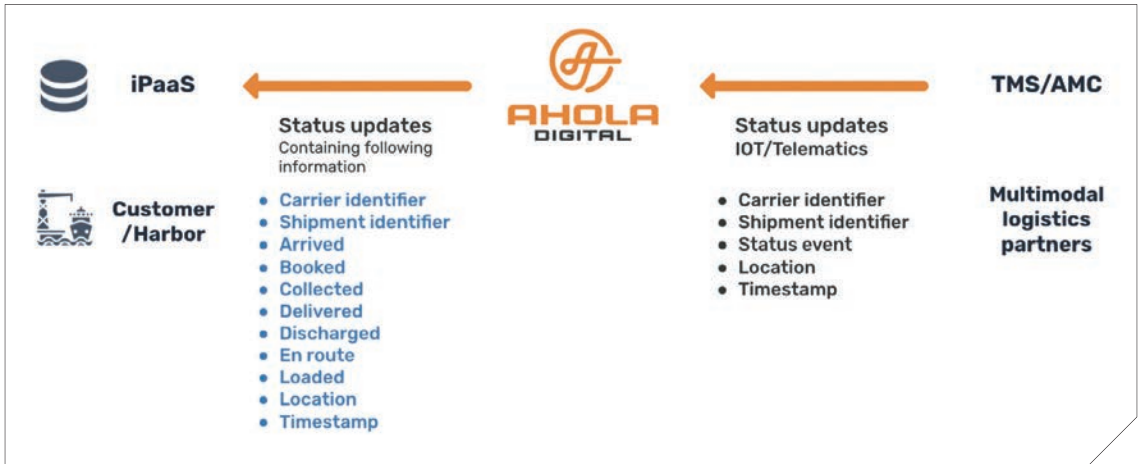 iPaaS
AHOLA
DIGITAL
TMS/AMC
Status updates
Containing following
information
Status updates
IOT/Telematics
Customer
/Harbor
• Carrier identifier
• Shipment identifier
• Arrived
• Booked
• Collected
• Delivered
• Discharged
• En route
• Loaded
• Location
• Timestamp
• Carrier identifier
• Shipment identifier
• Status event
• Location
• Timestamp
Multimodal
logistics
partners